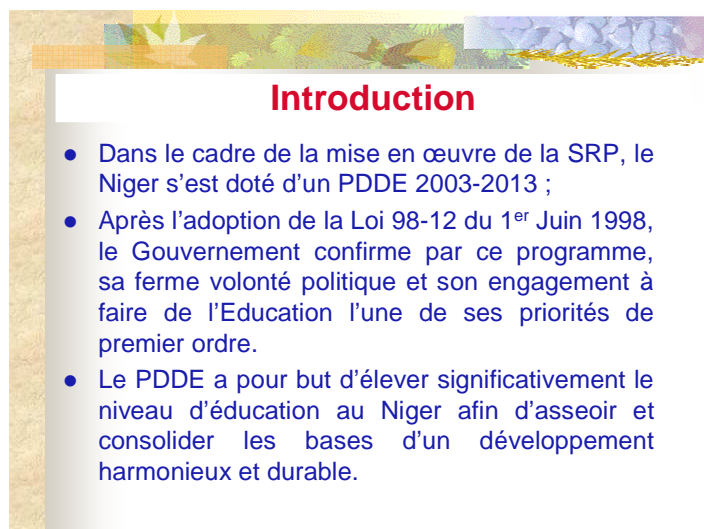 Introduction
● Dans le cadre de la mise en œuvre de la SRP, le
Niger s’est doté d’un PDDE 2003-2013 ;
● Après l’adoption de la Loi 98-12 du 1er Juin 1998,
le Gouvernement confirme par ce programme,
sa ferme volonté politique et son engagement à
faire de l’Education l’une de ses priorités de
premier ordre.
● Le PDDE a pour but d’élever significativement le
niveau d’éducation au Niger afin d’asseoir et
consolider les bases d’un développement
harmonieux et durable.